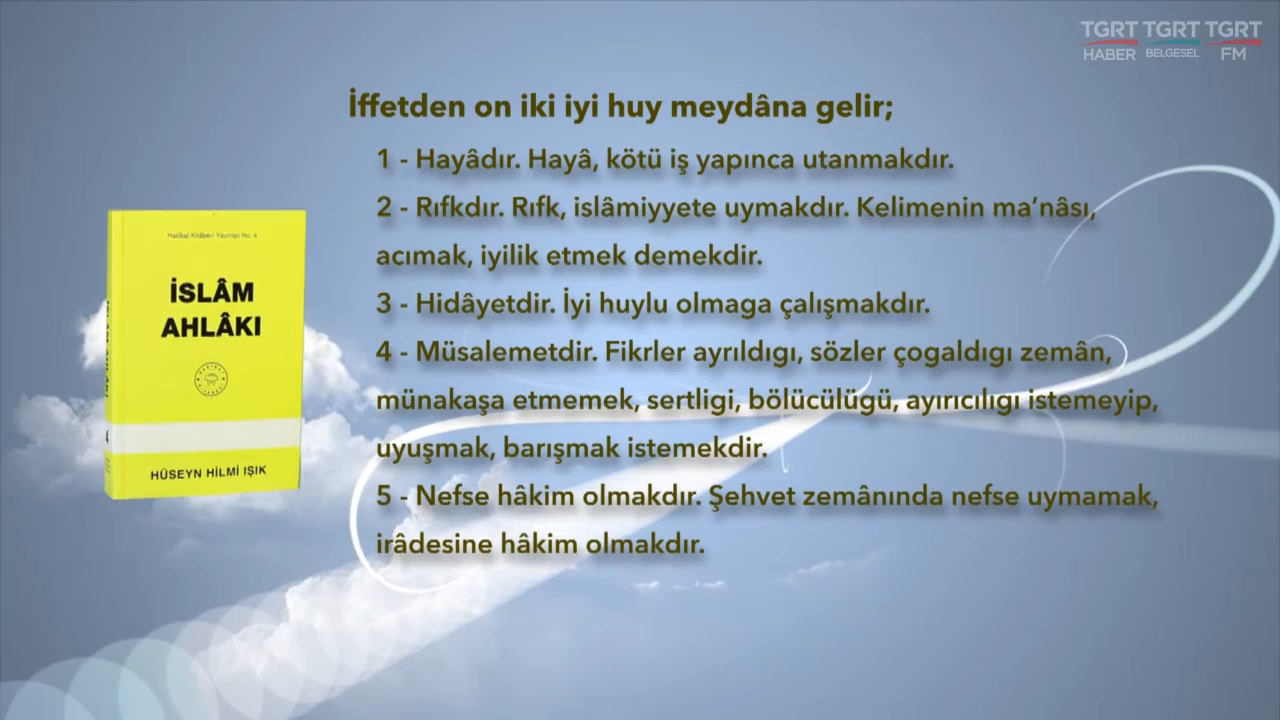 TGRT TGRT TGRT
HABER BELGESEL FM
İffetden on iki iyi huy meydâna gelir;
1 - Hayâdır. Hayâ, kötü iş yapınca utanmakdır.
2 - Rıfkdır. Rıfk, islâmiyyete uymakdır. Kelimenin ma’nâsı,
acımak, iyilik etmek demekdir.
3 - Hidâyetdir. İyi huylu olmaga çalışmakdır.
4 - Müsalemetdir. Fikrler ayrıldıgı, sözler çogaldıgı zemân,
münakaşa etmemek, sertligi, bölücülügü, ayırıcılıgı istemeyip,
uyuşmak, barışmak istemekdir.
5 - Nefse hâkim olmakdır. Şehvet zemânında nefse uymamak,
irâdesine hâkim olmakdır.
Hakîkat Kitâbevi Yayınları No: 4
İSLÂM
AHLÂKI
HÜSEYN HİLMİ IŞIK